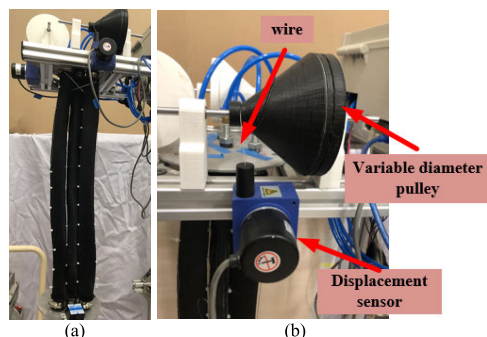 wire
Variable diameter
pulley
Displacement
sensor
(a)
(b)